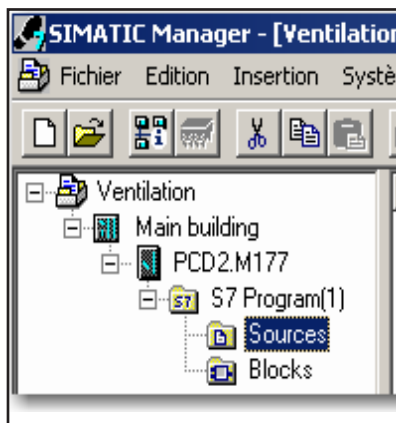 SIMATIC Manager - [Ventilation
Fichier Edition Insertion Systè
Ventilation
Main building
PCD2.M177
S7 Program(1)
Sources
Blocks